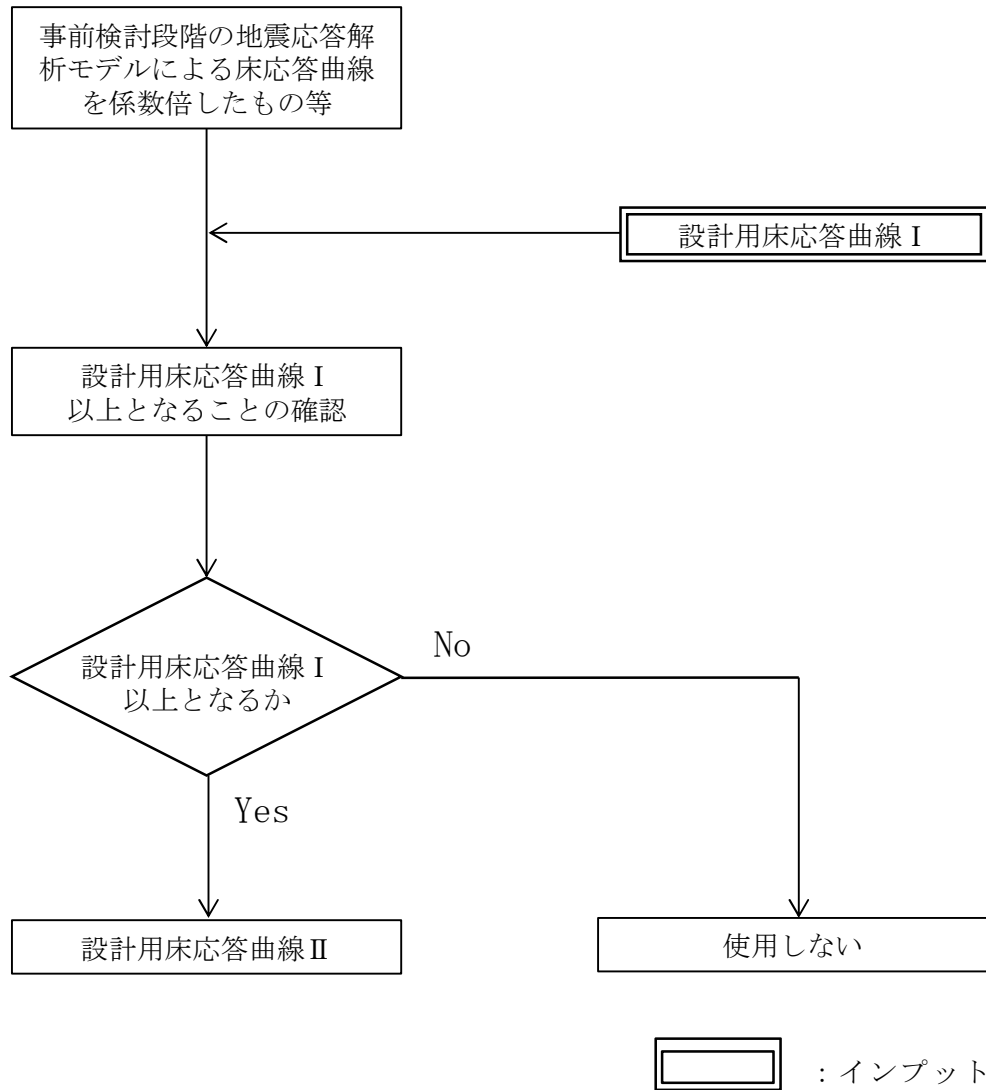 事前検討段階の地震応答解
析モデルによる床応答曲線
を係数倍したもの等
設計用床応答曲線Ⅰ
設計用床応答曲線Ⅰ
以上となることの確認
設計用床応答曲線Ⅰ
以上となるか
No
Yes
設計用床応答曲線Ⅱ
使用しない
：インプット